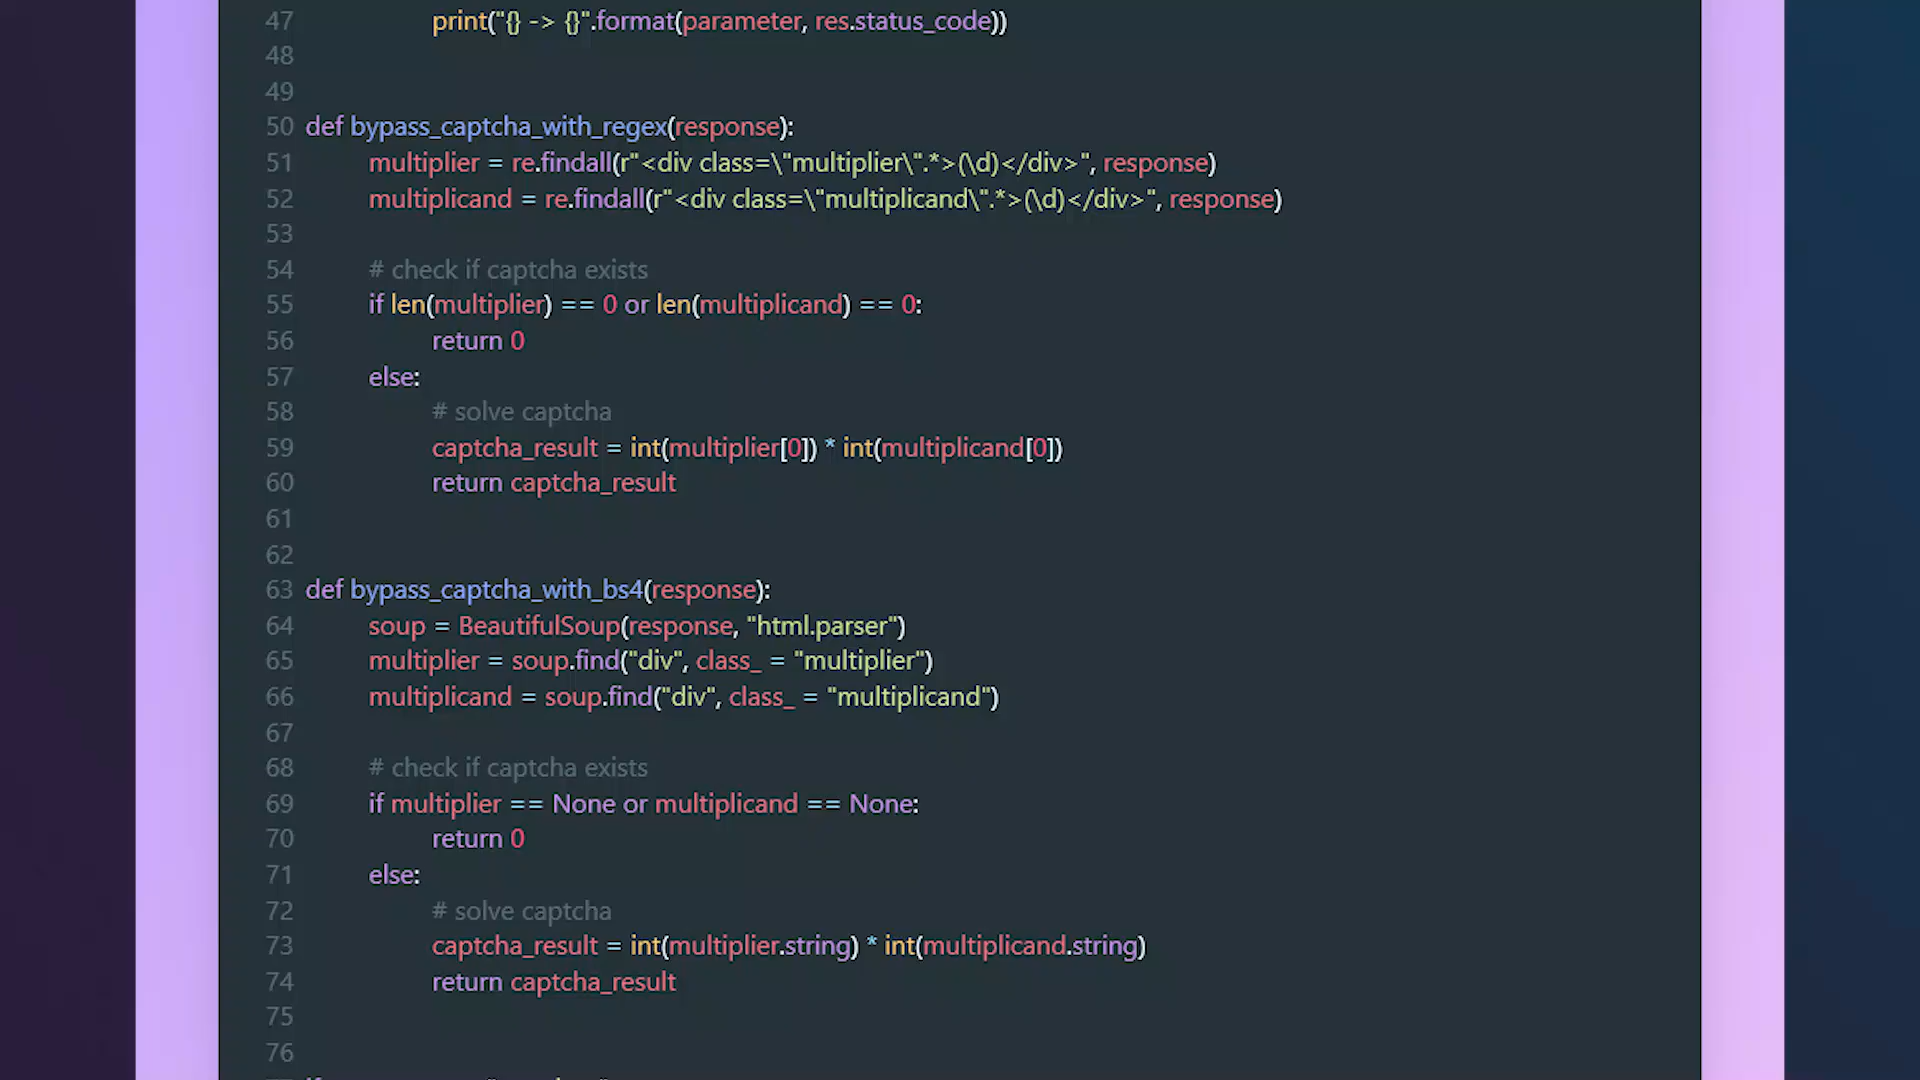 47 print("{} -> {}".format(parameter, res.status_code))
48
49
50 def bypass_captcha_with_regex(response):
51 multiplier = re.findall(r"<div class=\"multiplier\".*>(\d)</div>", response)
52 multiplicand = re.findall(r"<div class=\"multiplicand\".*>(\d)</div>", response)
53
54 # check if captcha exists
55 if len(multiplier) == 0 or len(multiplicand) == 0:
56 return 0
57 else:
58 # solve captcha
59 captcha_result = int(multiplier[0]) * int(multiplicand[0])
60 return captcha_result
61
62
63 def bypass_captcha_with_bs4(response):
64 soup = BeautifulSoup(response, "html.parser")
65 multiplier = soup.find("div", class_ = "multiplier")
66 multiplicand = soup.find("div", class_ = "multiplicand")
67
68 # check if captcha exists
69 if multiplier == None or multiplicand == None:
70 return 0
71 else:
72 # solve captcha
73 captcha_result = int(multiplier.string) * int(multiplicand.string)
74 return captcha_result
75
76